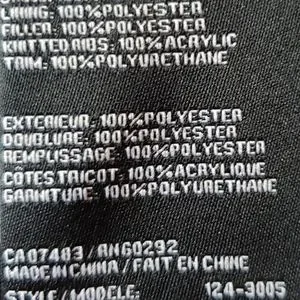 LINING: 100%POLYESTER
FILLER: 100%POLYESTER
KNITTED RIBS: 100%ACRYLIC
TRIM: 100%POLYURETHANE
EXTERIEUR: 100%POLYESTER
DOUBLURE: 100%POLYESTER
REMPLISSAGE: 100%POLYESTER
CÔTES TRICOT: 100%ACRYLIQUE
GARNITURE: 100%POLYURETHANE
CA07483/RN60292
MADE IN CHINA / FAIT EN CHINE
STYLE/MODELE: 124-3005